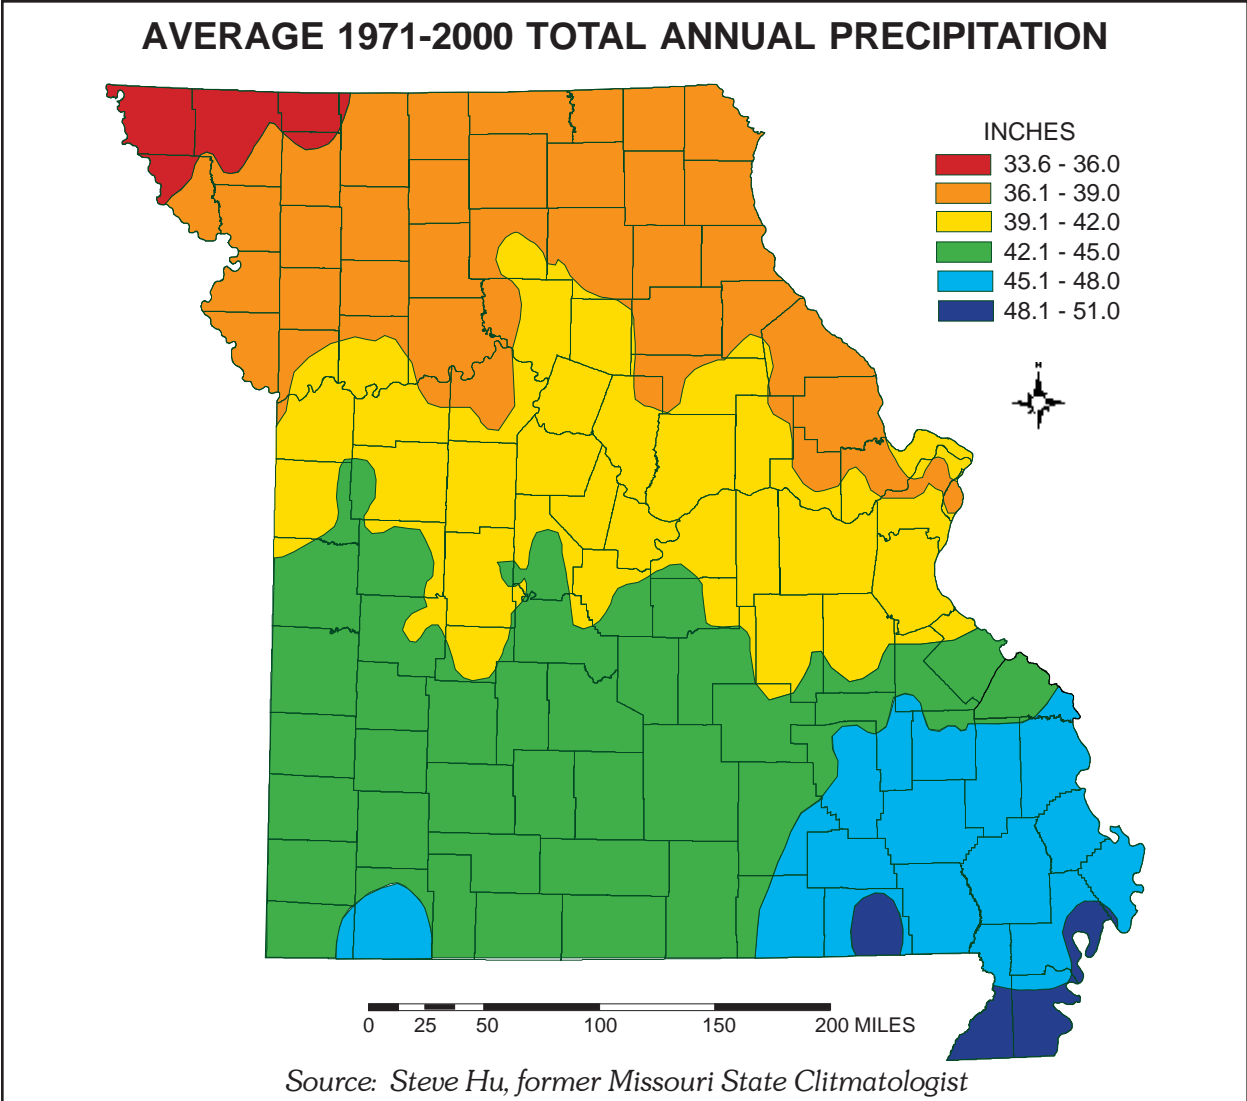 AVERAGE 1971-2000 TOTAL ANNUAL PRECIPITATION
INCHES
33.6 - 36.0
36.1 - 39.0
39.1 - 42.0
42.1 - 45.0
45.1 - 48.0
48.1 - 51.0
N
0 25 50 100 150 200 MILES
Source: Steve Hu, former Missouri State Clitmatologist